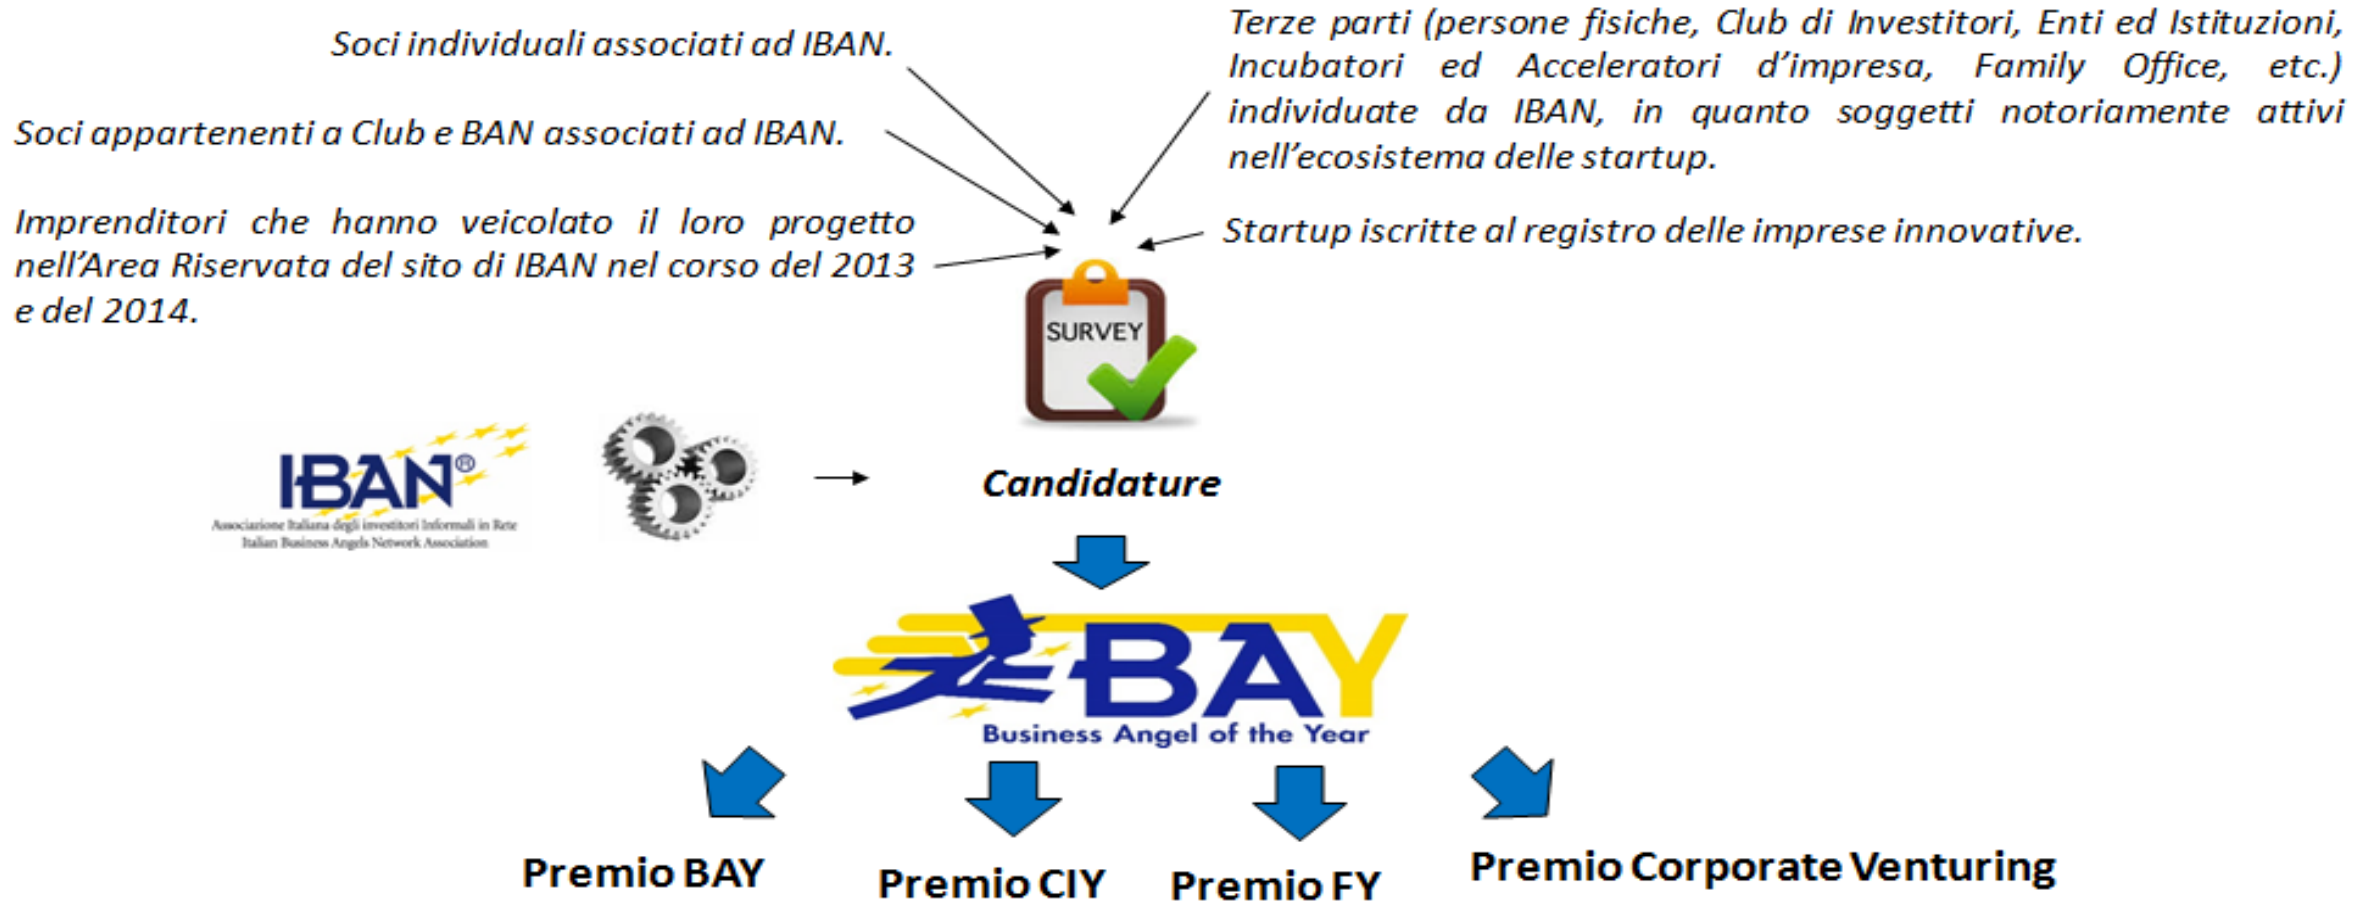 Soci individuali associati ad IBAN.
Soci appartenenti a Club e BAN associati ad IBAN.
Imprenditori che hanno veicolato il loro progetto
nell'Area Riservata del sito di IBAN nel corso del 2013
e del 2014.
Terze parti (persone fisiche, Club di Investitori, Enti ed Istituzioni,
Incubatori ed Acceleratori d'impresa, Family Office, etc.)
individuate da IBAN, in quanto soggetti notoriamente attivi
nell'ecosistema delle startup.
Startup iscritte al registro delle imprese innovative.
SURVEY
IBAN®
Associazione Italiana degli investitori Informali in Rete
Italian Business Angels Network Association
Candidature
BAY
Business Angel of the Year
Premio BAY
Premio CIY
Premio FY
Premio Corporate Venturing